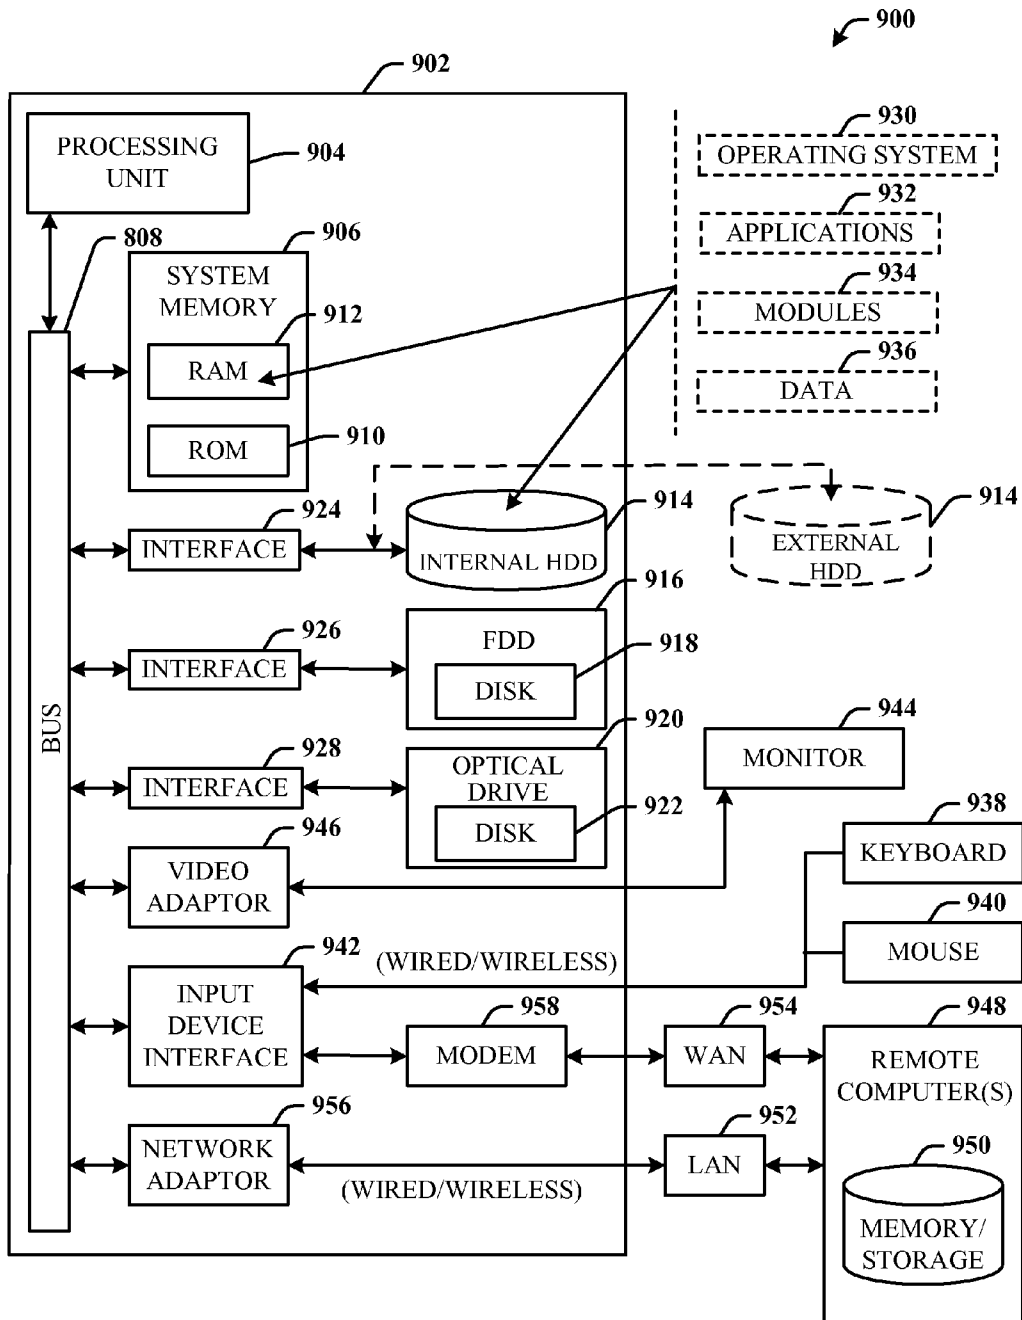 900
902
PROCESSING
UNIT
904
930
OPERATING SYSTEM
932
APPLICATIONS
934
MODULES
936
DATA
808
906
SYSTEM
MEMORY
912
RAM
910
ROM
924
INTERFACE
914
INTERNAL HDD
914
EXTERNAL
HDD
926
INTERFACE
916
FDD
918
DISK
BUS
928
INTERFACE
920
OPTICAL
DRIVE
922
DISK
944
MONITOR
946
VIDEO
ADAPTOR
938
KEYBOARD
940
MOUSE
942
INPUT
DEVICE
INTERFACE
(WIRED/WIRELESS)
958
MODEM
954
WAN
948
REMOTE
COMPUTER(S)
956
NETWORK
ADAPTOR
(WIRED/WIRELESS)
952
LAN
950
MEMORY/
STORAGE